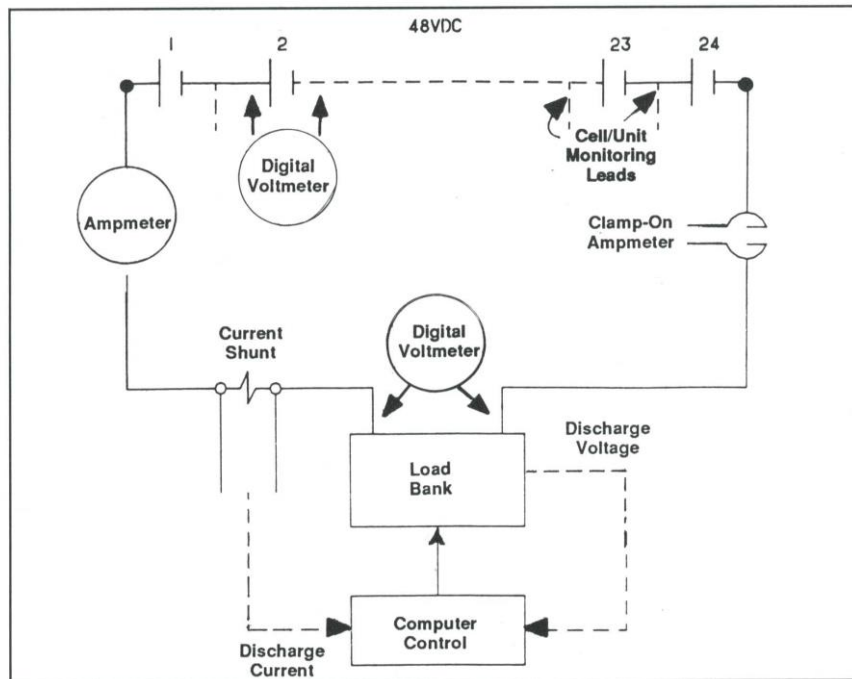 48VDC
1
2
23
24
Digital
Voltmeter
Cell/Unit
Monitoring
Leads
Ampmeter
Clamp-On
Ampmeter
Current
Shunt
Digital
Voltmeter
Discharge
Voltage
Load
Bank
Computer
Control
Discharge
Current